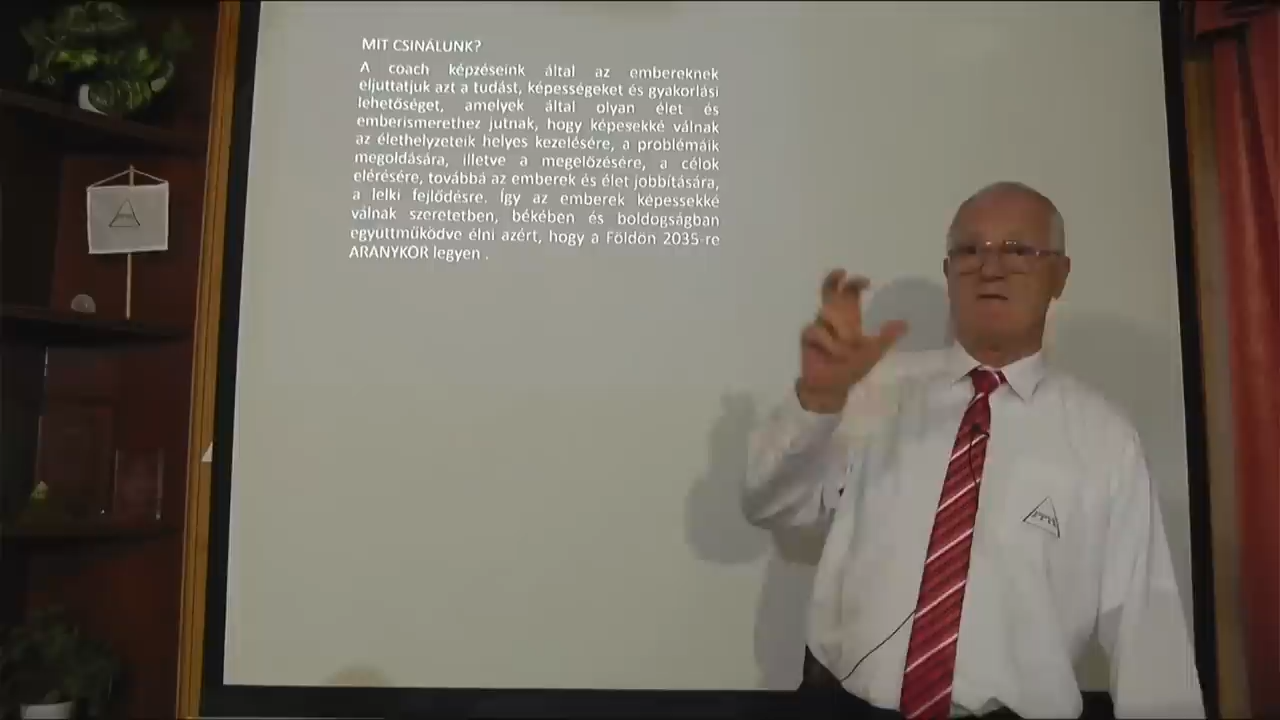 MIT CSINÁLUNK?
A coach képzéseink által az embereknek
eljuttatjuk azt a tudást, képességeket és gyakorlási
lehetőséget, amelyek által olyan élet és
emberismerethez jutnak, hogy képesekké válnak
az élethelyzeteik helyes kezelésére, a problémáik
megoldására, illetve a megelőzésére, a célok
elérésére, továbbá az emberek és élet jobbítására,
a lelki fejlődésre. Így az emberek képessekké
válnak szeretetben, békében és boldogságban
együttműködve élni azért, hogy a Földön 2035-re
ARANYKOR legyen .